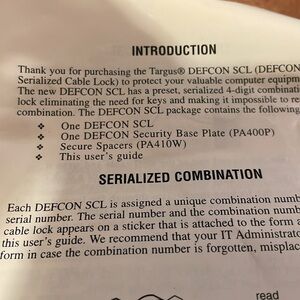 INTRODUCTION
Thank you for purchasing the Targus® DEFCON SCL (DEFCON
Serialized Cable Lock) to protect your valuable computer equipm
The new DEFCON SCL has a preset, serialized 4-digit combinati
lock eliminating the need for keys and making it impossible to re
combination. The DEFCON SCL package contains the following
❖ One DEFCON SCL
❖ One DEFCON Security Base Plate (PA400P)
❖ Secure Spacers (PA410W)
❖ This user's guide
SERIALIZED COMBINATION
Each DEFCON SCL is assigned a unique combination numb
serial number. The serial number and the combination numb
cable lock appears on a sticker that is attached to the form a
this user's guide. We recommend that your IT Administrato
form in case the combination number is forgotten, misplac
read